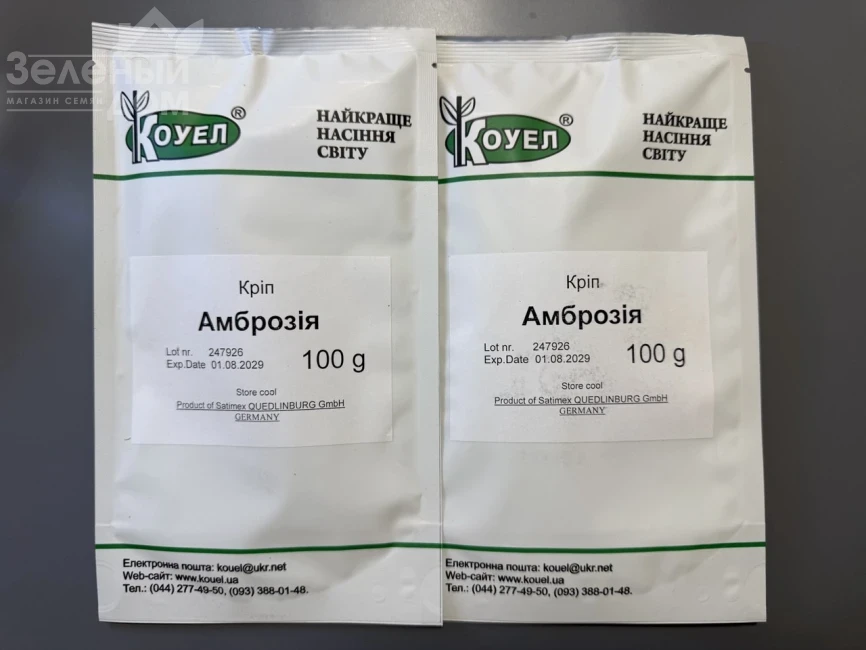 Зеленый
МАГАЗИН СЕМЯН
ДОМ
КОУЕЛ®
НАЙКРАЩЕ
НАСІННЯ
СВІТУ
Кріп
Амброзія
Lot nr. 247926
Exp.Date 01.08.2029
100 g
Store cool
Product of Satimex QUEDLINBURG GmbH
GERMANY
Електронна пошта: kouel@ukr.net
Web-сайт: www.kouel.ua
Тел.: (044) 277-49-50, (093) 388-01-48.
КОУЕЛ®
НАЙКРАЩЕ
НАСІННЯ
СВІТУ
Кріп
Амброзія
Lot nr. 247926
Exp.Date 01.08.2029
100 g
Store cool
Product of Satimex QUEDLINBURG GmbH
GERMANY
Електронна пошта: kouel@ukr.net
Web-сайт: www.kouel.ua
Тел.: (044) 277-49-50, (093) 388-01-48.